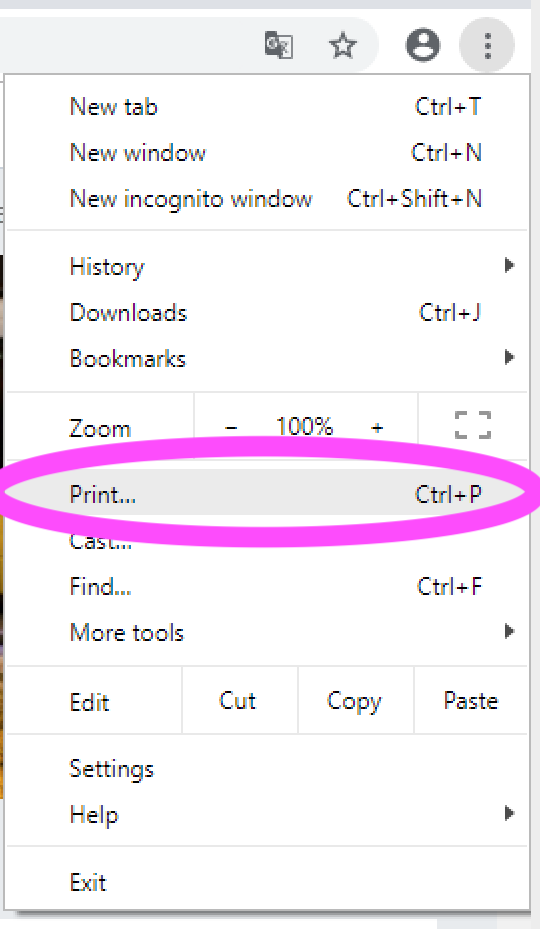 New tab Ctrl+T
New window Ctrl+N
New incognito window Ctrl+Shift+N
History
Downloads Ctrl+J
Bookmarks
Zoom – 100% +
Print... Ctrl+P
Cast...
Find... Ctrl+F
More tools
Edit Cut Copy Paste
Settings
Help
Exit